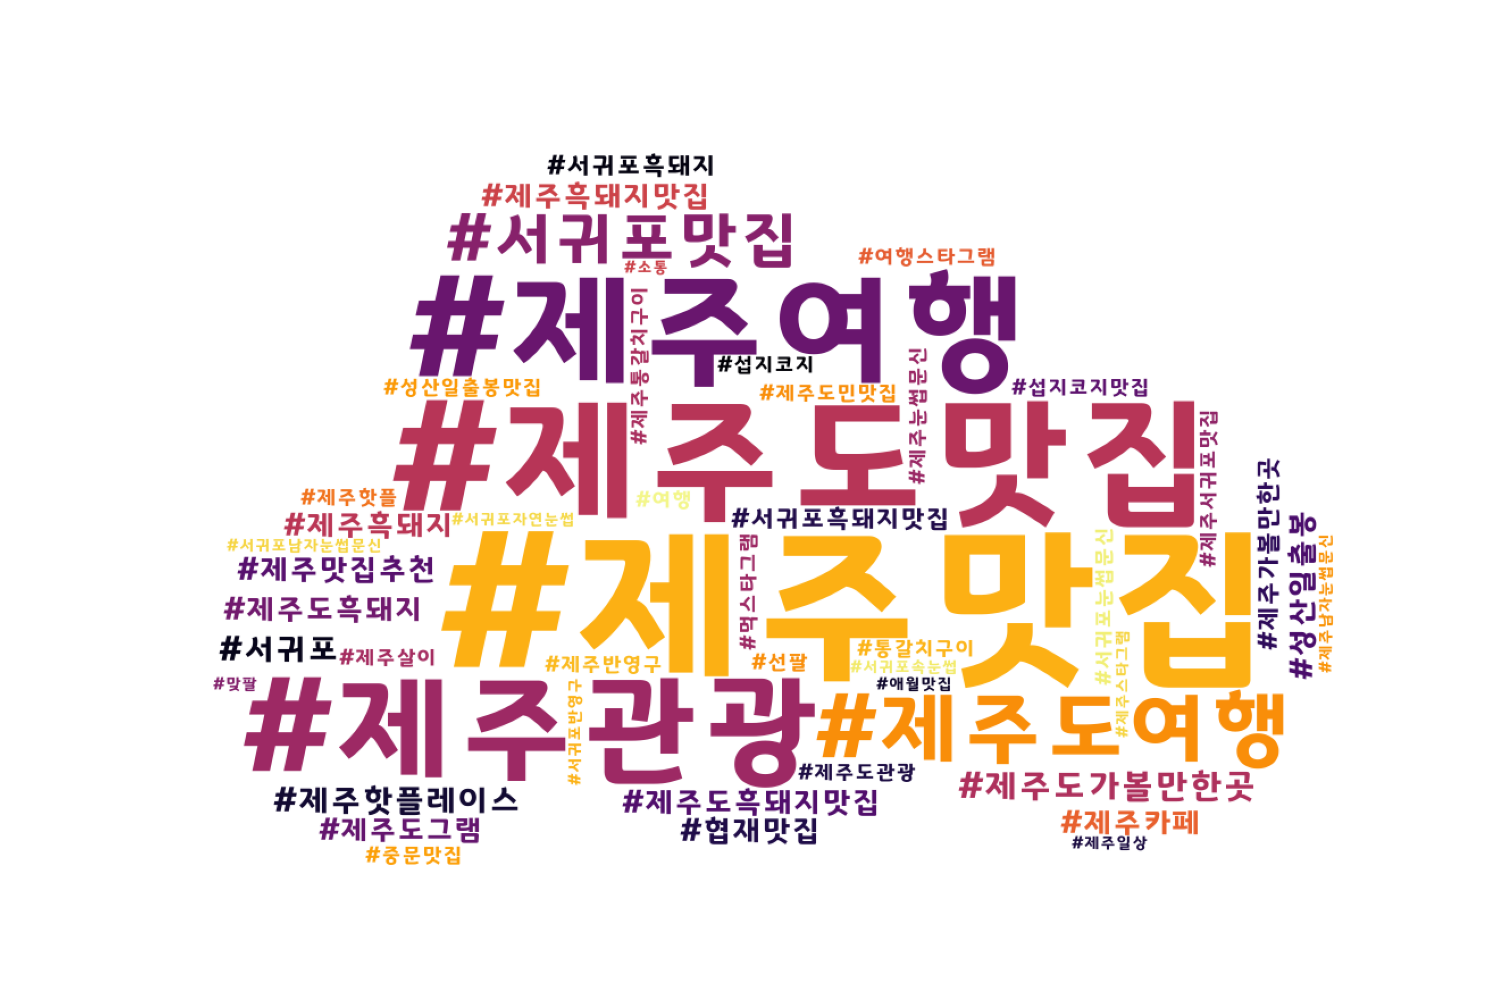 #서귀포흑돼지
#제주흑돼지맛집
#서귀포맛집
#여행스타그램
#소통
#제주여행
#제주통갈치구이
#섭지코지
#제주눈썹문신
#성산일출봉맛집
#제주도민맛집
#섭지코지맛집
#제주도맛집
#제주서귀포맛집
#제주핫플
#여행
#제주흑돼지
#서귀포자연눈썹
#서귀포흑돼지맛집
#제주가볼만한곳
#성산일출봉
#제주남자눈썹문신
#서귀포남자눈썹문신
#제주맛집추천
#제주맛집
#먹스타그램
#서귀포눈썹문신
#제주도흑돼지
#서귀포
#제주살이
#제주반영구
#선팔
#통갈치구이
#서귀포속눈썹
#제주스타그램
#맞팔
#애월맛집
#제주관광
#서귀포반영구
#제주도여행
#제주도관광
#제주도가볼만한곳
#제주핫플레이스
#제주도흑돼지맛집
#제주도그램
#협재맛집
#제주카페
#제주일상
#중문맛집